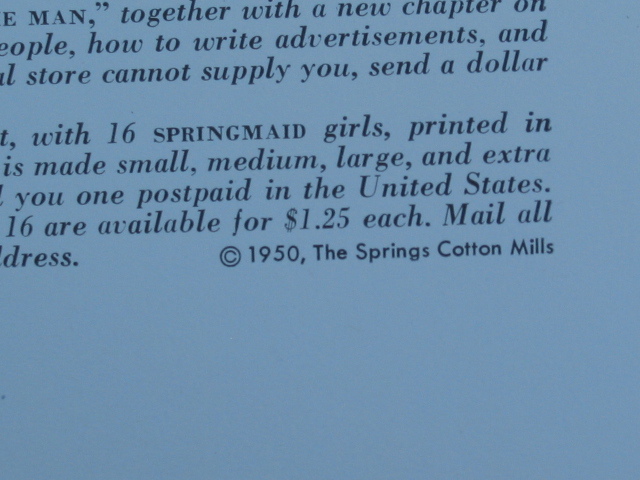 E MAN," together with a new chapter on
eople, how to write advertisements, and
al store cannot supply you, send a dollar
t, with 16 SPRINGMAID girls, printed in
is made small, medium, large, and extra
l you one postpaid in the United States.
16 are available for $1.25 each. Mail all
ddress.
© 1950, The Springs Cotton Mills